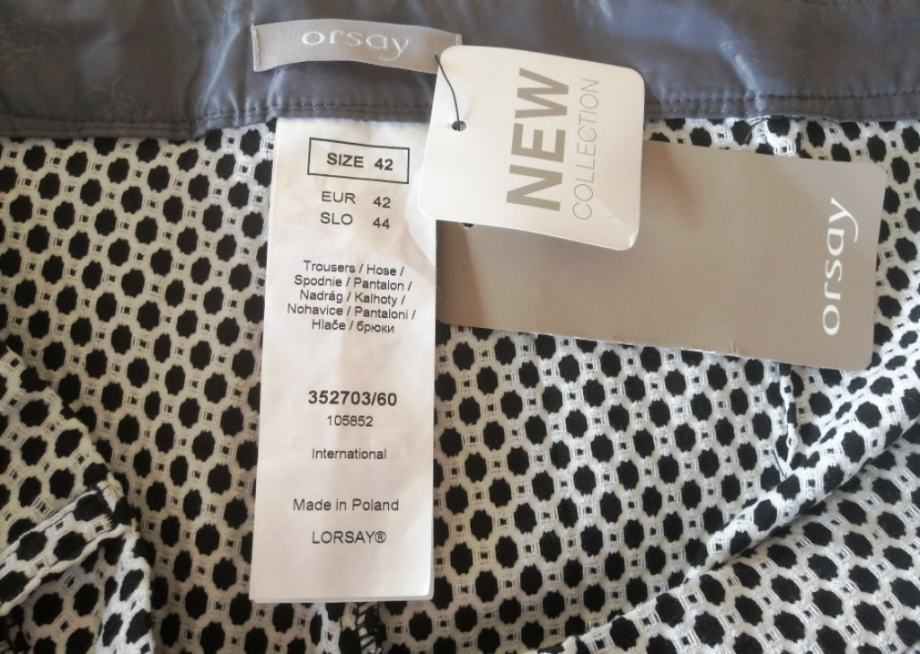 orsay
NEW
COLLECTION
orsay
SIZE 42
EUR 42
SLO 44
Trousers / Hose /
Spodnie / Pantalon /
Nadrág / Kalhoty /
Nohavice / Pantaloni /
Hlače / брюки
352703/60
105852
International
Made in Poland
LORSAY®